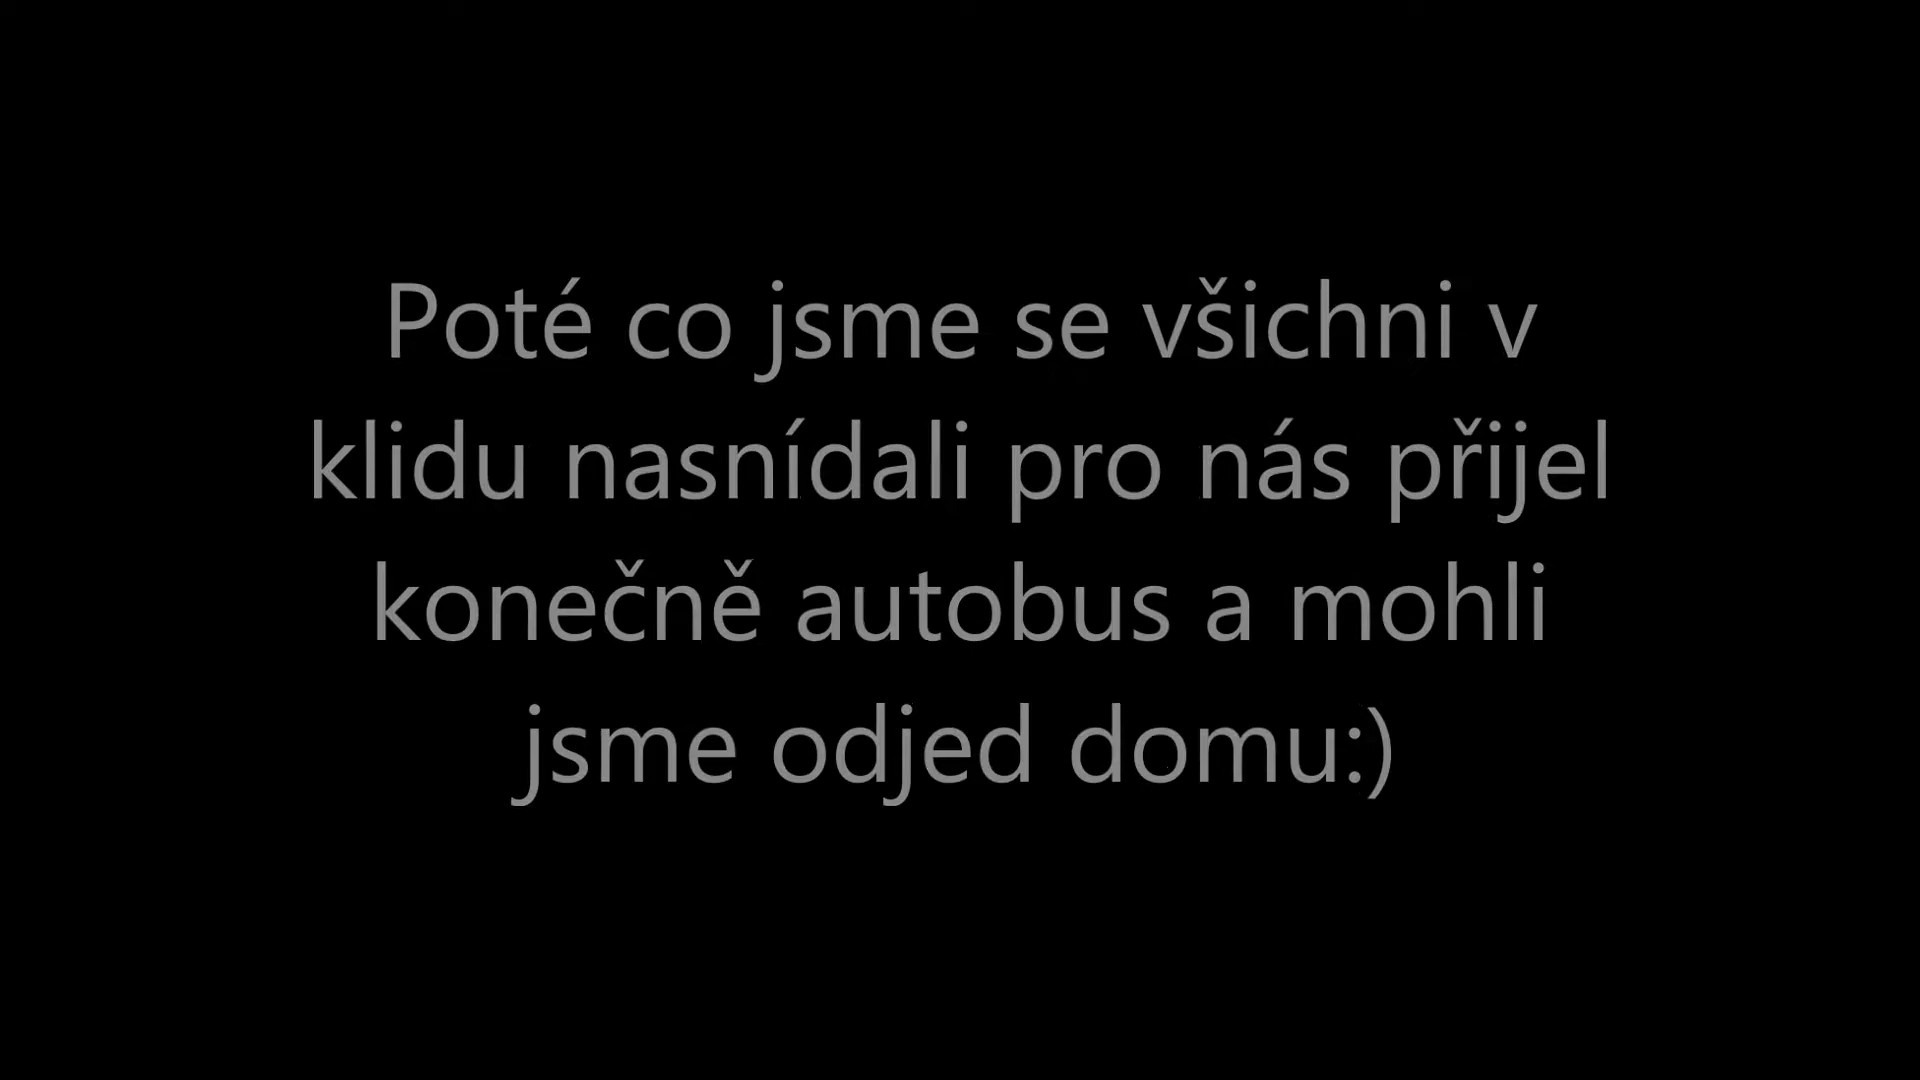 Poté co jsme se všichni v
klidu nasnídali pro nás přijel
konečně autobus a mohli
jsme odjed domu:)